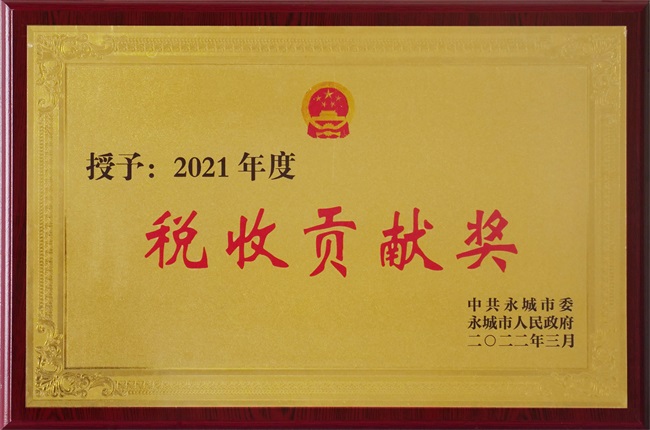 授予：2021年度
税收贡献奖
中共永城市委
永城市人民政府
二〇二二年三月